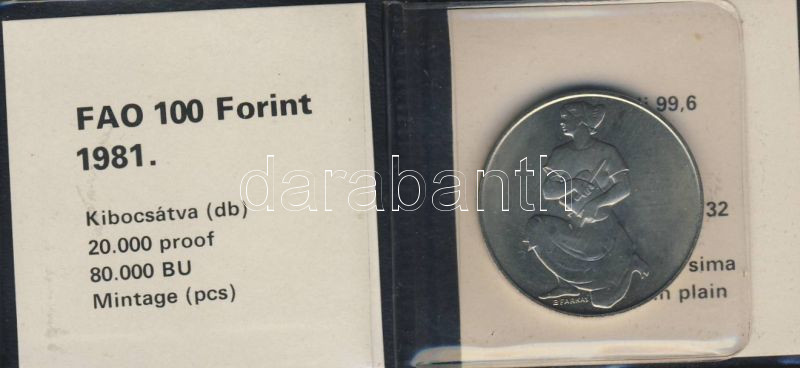 FAO 100 Forint
1981.
Kibocsátva (db)
20.000 proof
80.000 BU
Mintage (pcs)
darabanth
99,6
32
sima
plain